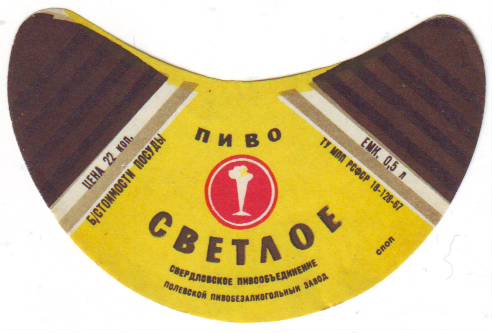 ПИВО
СВЕТЛОЕ
СВЕРДЛОВСКОЕ ПИВООБЪЕДИНЕНИЕ
ПОЛЕВСКОЙ ПИВОБЕЗАЛКОГОЛЬНЫЙ ЗАВОД
ЦЕНА 22 КОП.
Б/СТОИМОСТИ ПОСУДЫ
ЕМК. 0,5 Л
ТУ МПП РСФСР 18-128-67
СПОП